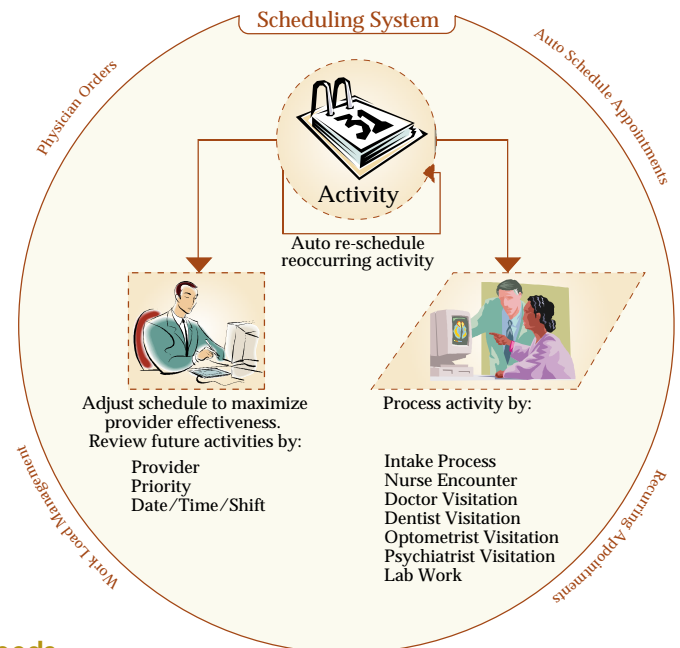 Scheduling System
Physician Orders
Auto Schedule Appointments
31
Activity
Auto re-schedule
reoccurring activity
Adjust schedule to maximize
provider effectiveness.
Review future activities by:
Provider
Priority
Date/Time/Shift
Process activity by:
Intake Process
Nurse Encounter
Doctor Visitation
Dentist Visitation
Optometrist Visitation
Psychiatrist Visitation
Lab Work
Work Load Management
Recurring Appointments